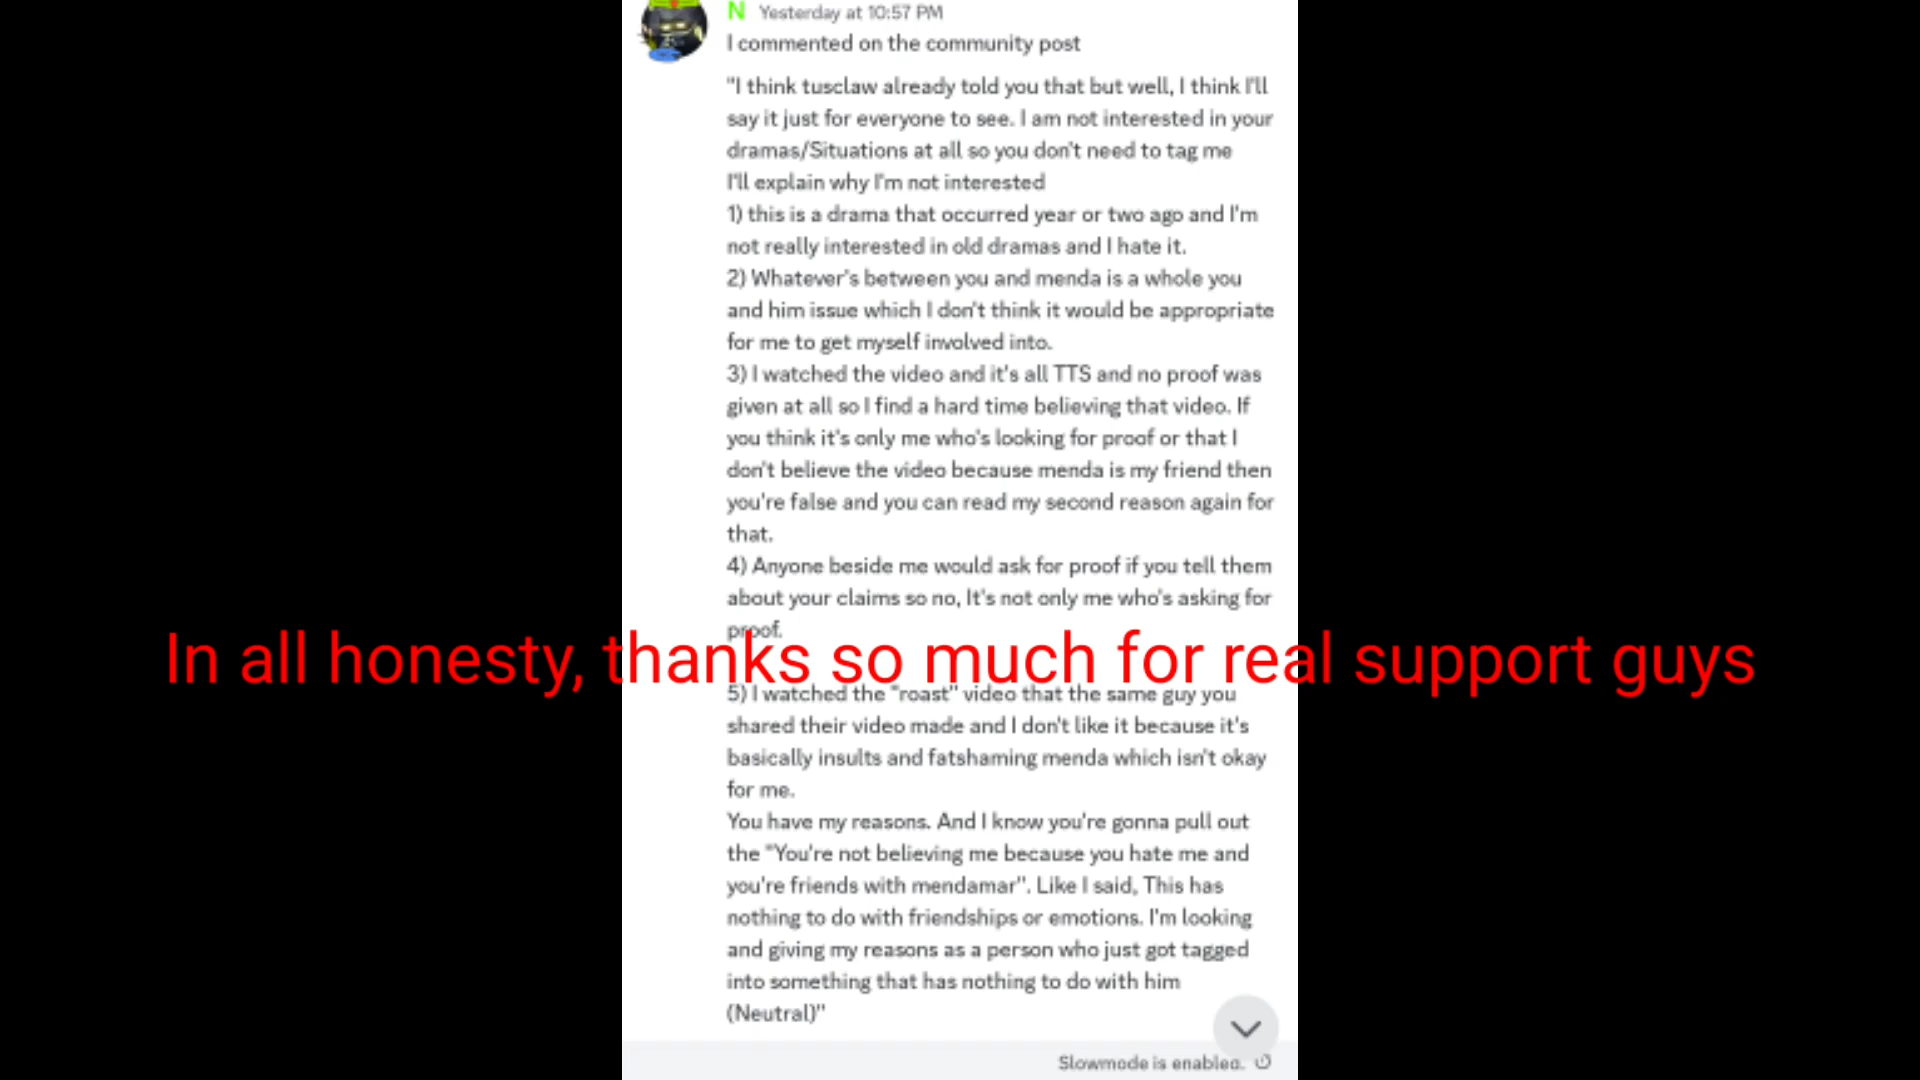 N Yesterday at 10:57 PM
I commented on the community post
"I think tusclaw already told you that but well, I think I'll
say it just for everyone to see. I am not interested in your
dramas/Situations at all so you don't need to tag me
I'll explain why I'm not interested
1) this is a drama that occurred year or two ago and I'm
not really interested in old dramas and I hate it.
2) Whatever's between you and menda is a whole you
and him issue which I don't think it would be appropriate
for me to get myself involved into.
3) I watched the video and it's all TTS and no proof was
given at all so I find a hard time believing that video. If
you think it's only me who's looking for proof or that I
don't believe the video because menda is my friend then
you're false and you can read my second reason again for
that.
4) Anyone beside me would ask for proof if you tell them
about your claims so no, It's not only me who's asking for
proof.
In all honesty, thanks so much for real support guys
5) I watched the "roast" video that the same guy you
shared their video made and I don't like it because it's
basically insults and fatshaming menda which isn't okay
for me.
You have my reasons. And I know you're gonna pull out
the "You're not believing me because you hate me and
you're friends with mendamar". Like I said, This has
nothing to do with friendships or emotions. I'm looking
and giving my reasons as a person who just got tagged
into something that has nothing to do with him
(Neutral)"
Slowmode is enabled.